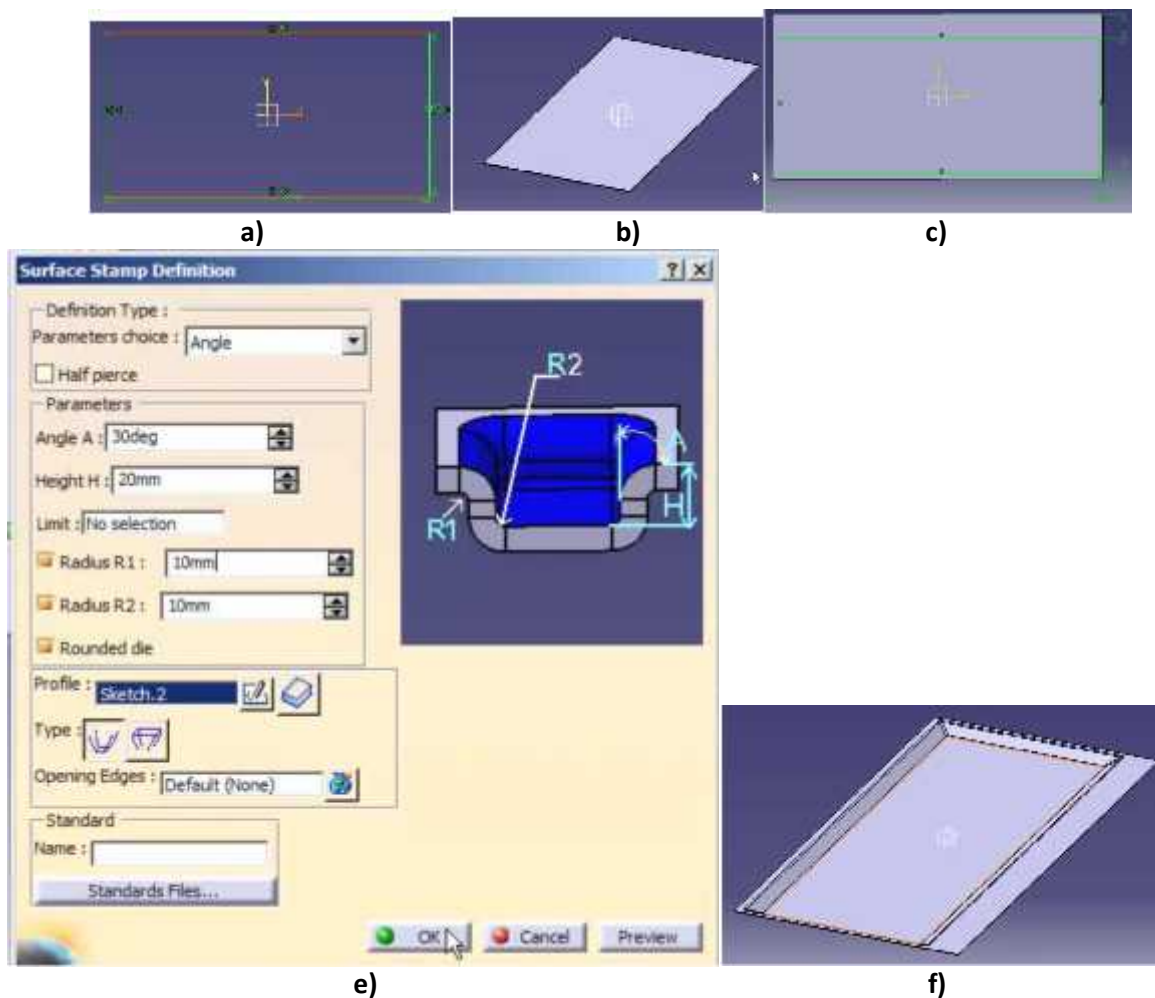 a)
b)
c)
Surface Stamp Definition
Definition Type :
Parameters choice : Angle
Half pierce
Parameters
Angle A : 30deg
Height H : 20mm
Limit : No selection
Radius R1 : 10mm
Radius R2 : 10mm
Rounded die
R2
A
H
R1
Profile : Sketch.2
Type :
Opening Edges : Default (None)
Standard
Name :
Standards Files...
OK Cancel Preview
e)
f)